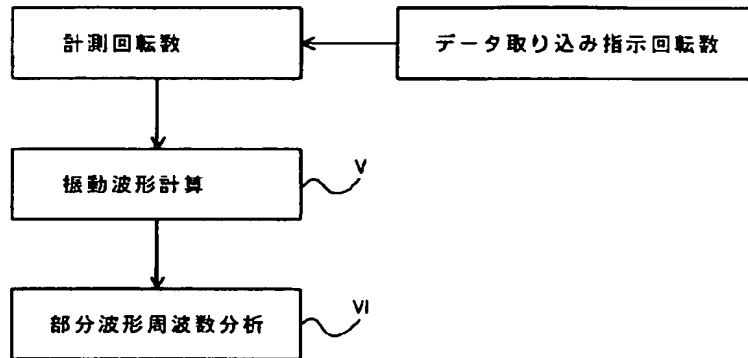 計測回転数
データ取り込み指示回転数
振動波形計算
V
部分波形周波数分析
VI